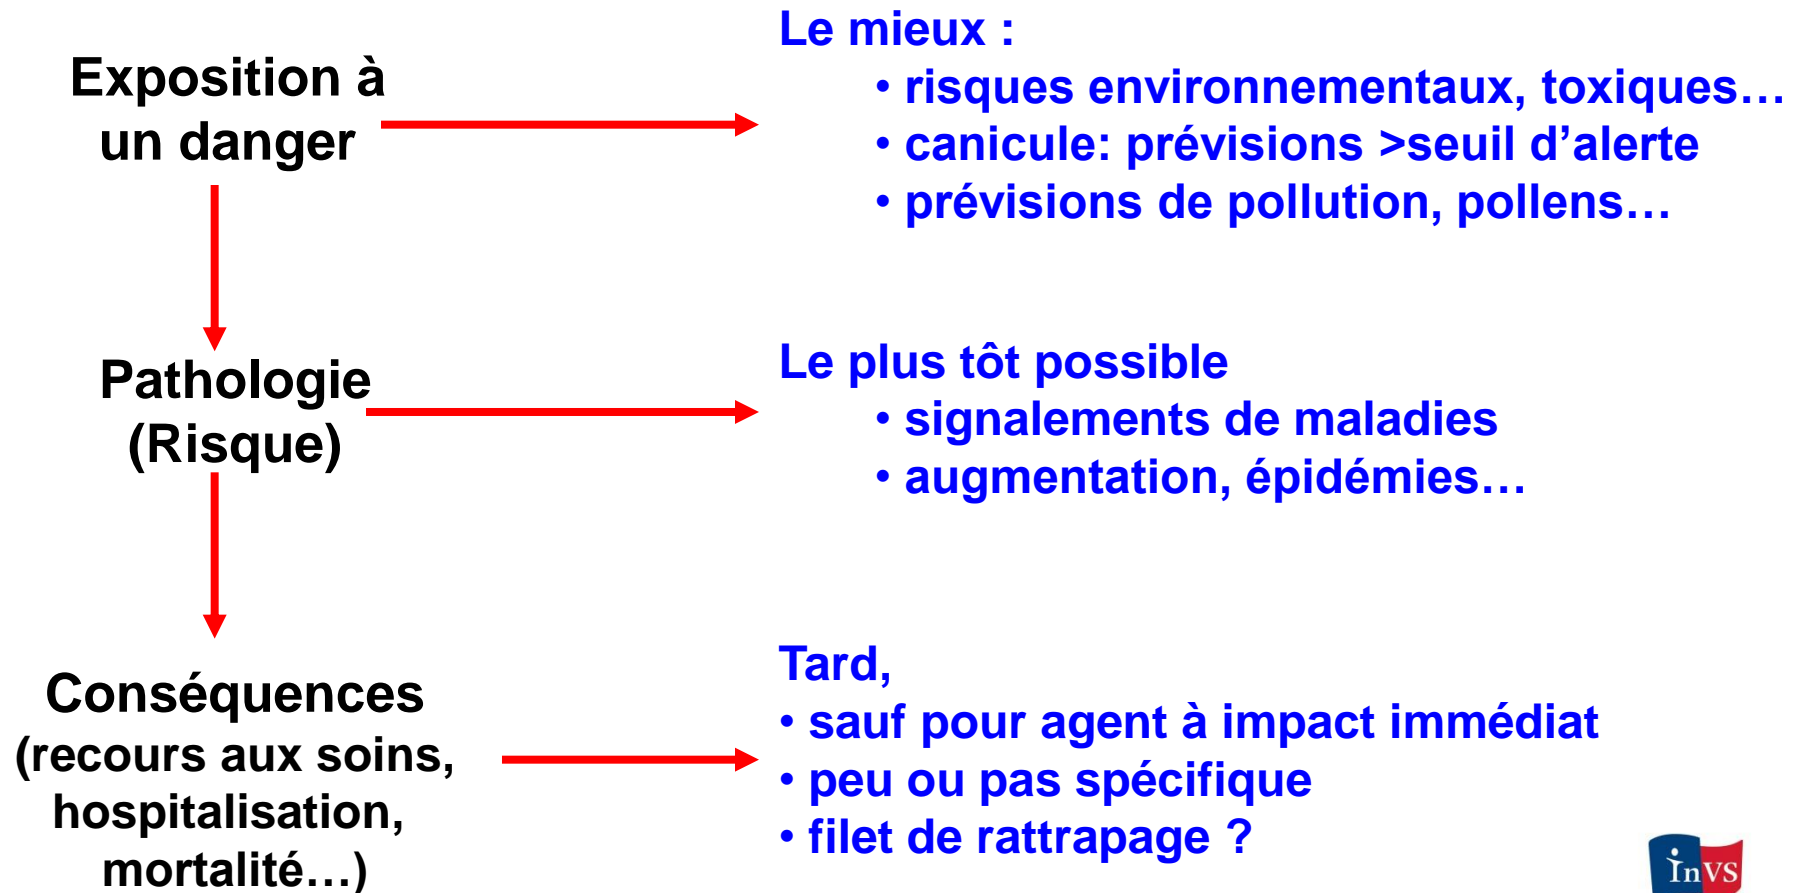 Exposition à
un danger
Le mieux :
• risques environnementaux, toxiques…
• canicule: prévisions >seuil d’alerte
• prévisions de pollution, pollens…
Pathologie
(Risque)
Le plus tôt possible
• signalements de maladies
• augmentation, épidémies…
Conséquences
(recours aux soins,
hospitalisation,
mortalité…)
Tard,
• sauf pour agent à impact immédiat
• peu ou pas spécifique
• filet de rattrapage ?
InVS